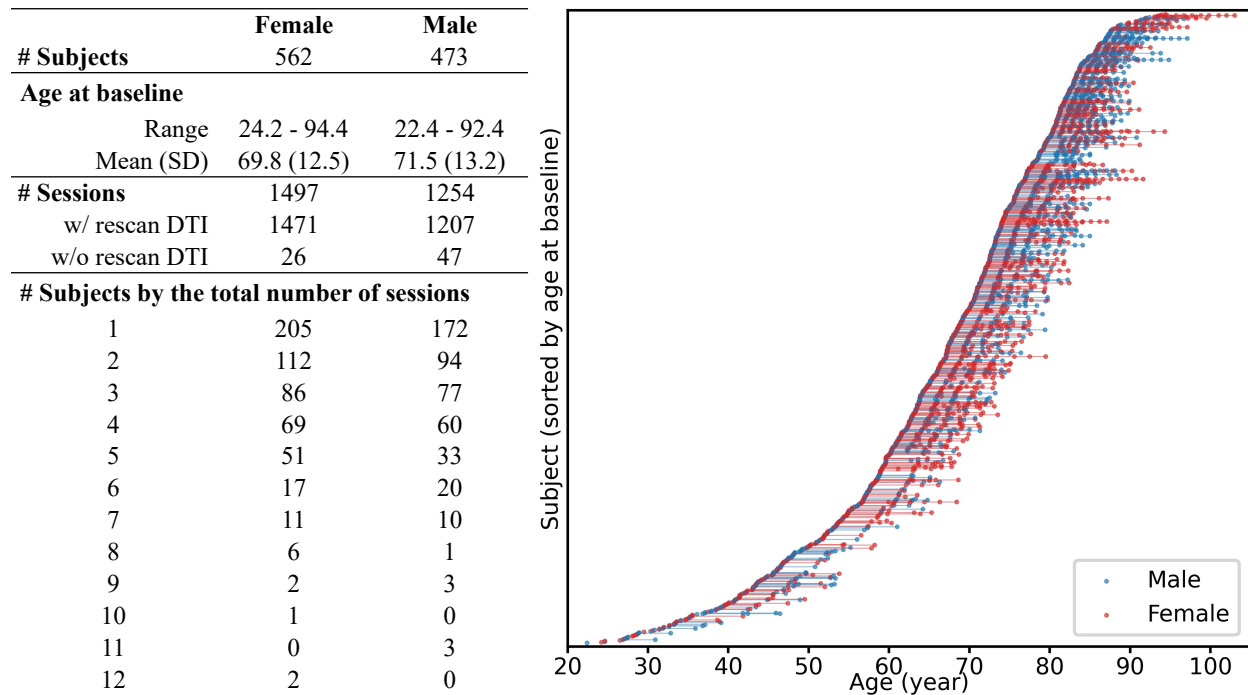 Female Male
# Subjects 562 473
Age at baseline
Range 24.2 - 94.4 22.4 - 92.4
Mean (SD) 69.8 (12.5) 71.5 (13.2)
# Sessions 1497 1254
w/ rescan DTI 1471 1207
w/o rescan DTI 26 47
# Subjects by the total number of sessions
1 205 172
2 112 94
3 86 77
4 69 60
5 51 33
6 17 20
7 11 10
8 6 1
9 2 3
10 1 0
11 0 3
12 2 0
Subject (sorted by age at baseline)
Male
Female
20 30 40 50 60 70 80 90 100
Age (year)